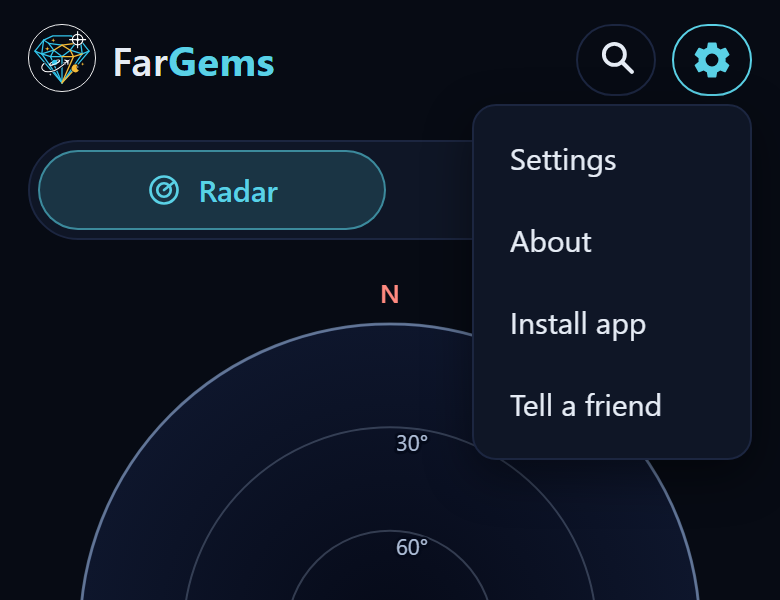 FarGems
Settings
Radar
About
N
Install app
Tell a friend
30°
60°